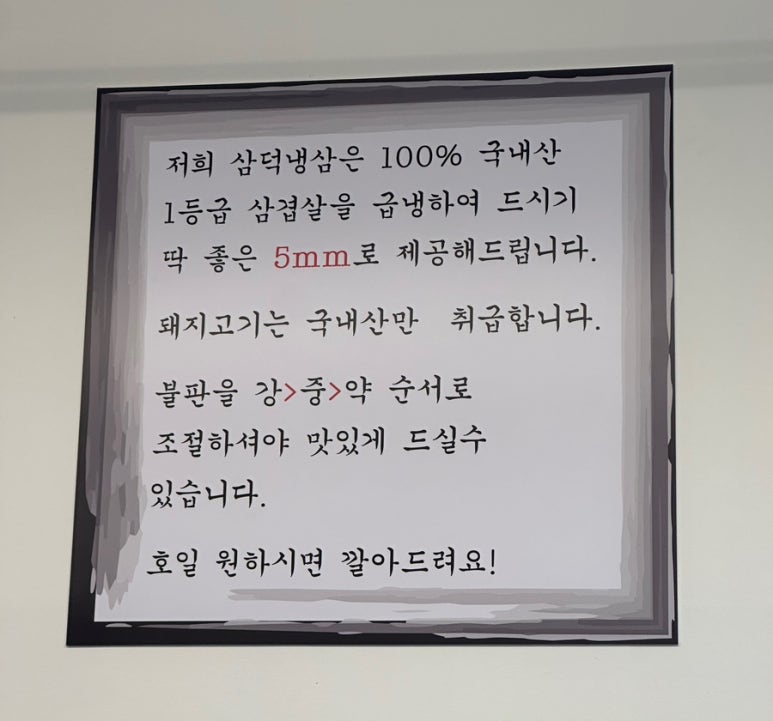 저희 삼덕냉삼은 100% 국내산
1등급 삼겹살을 급냉하여 드시기
딱 좋은 5mm로 제공해드립니다.
돼지고기는 국내산만 취급합니다.
불판을 강>중>약 순서로
조절하셔야 맛있게 드실수
있습니다.
호일 원하시면 깔아드려요!